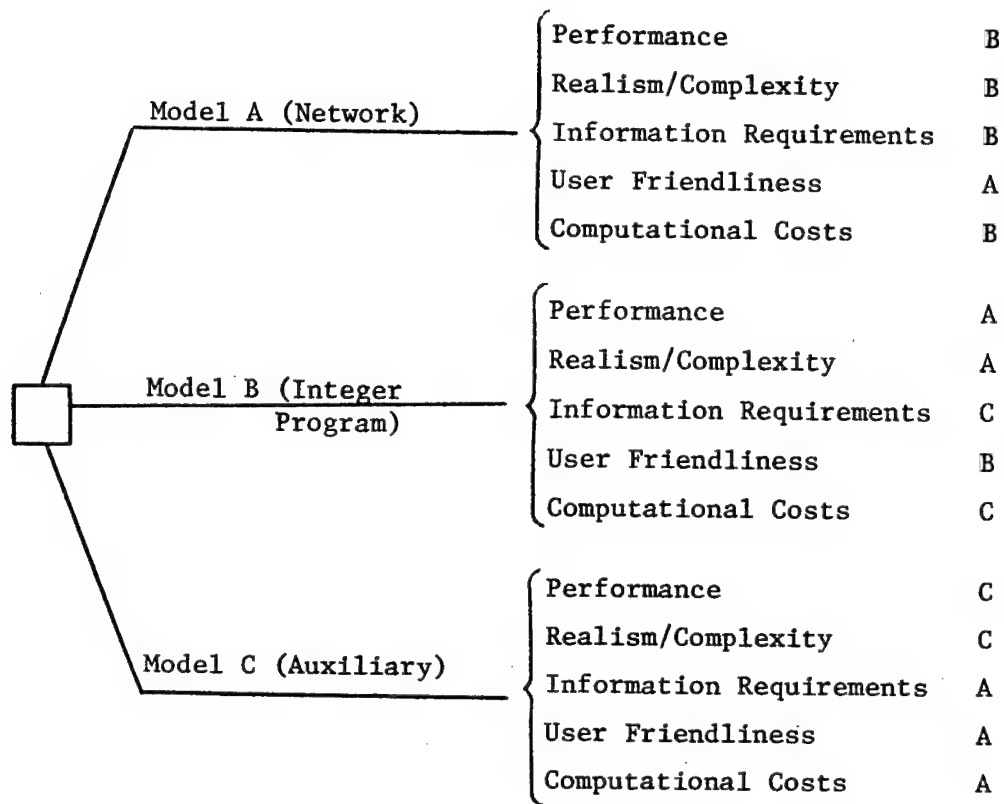 Performance B
Realism/Complexity B
Model A (Network)
Information Requirements B
User Friendliness A
Computational Costs B
Performance A
Realism/Complexity A
Model B (Integer
Program)
Information Requirements C
User Friendliness B
Computational Costs C
Performance C
Realism/Complexity C
Model C (Auxiliary)
Information Requirements A
User Friendliness A
Computational Costs A